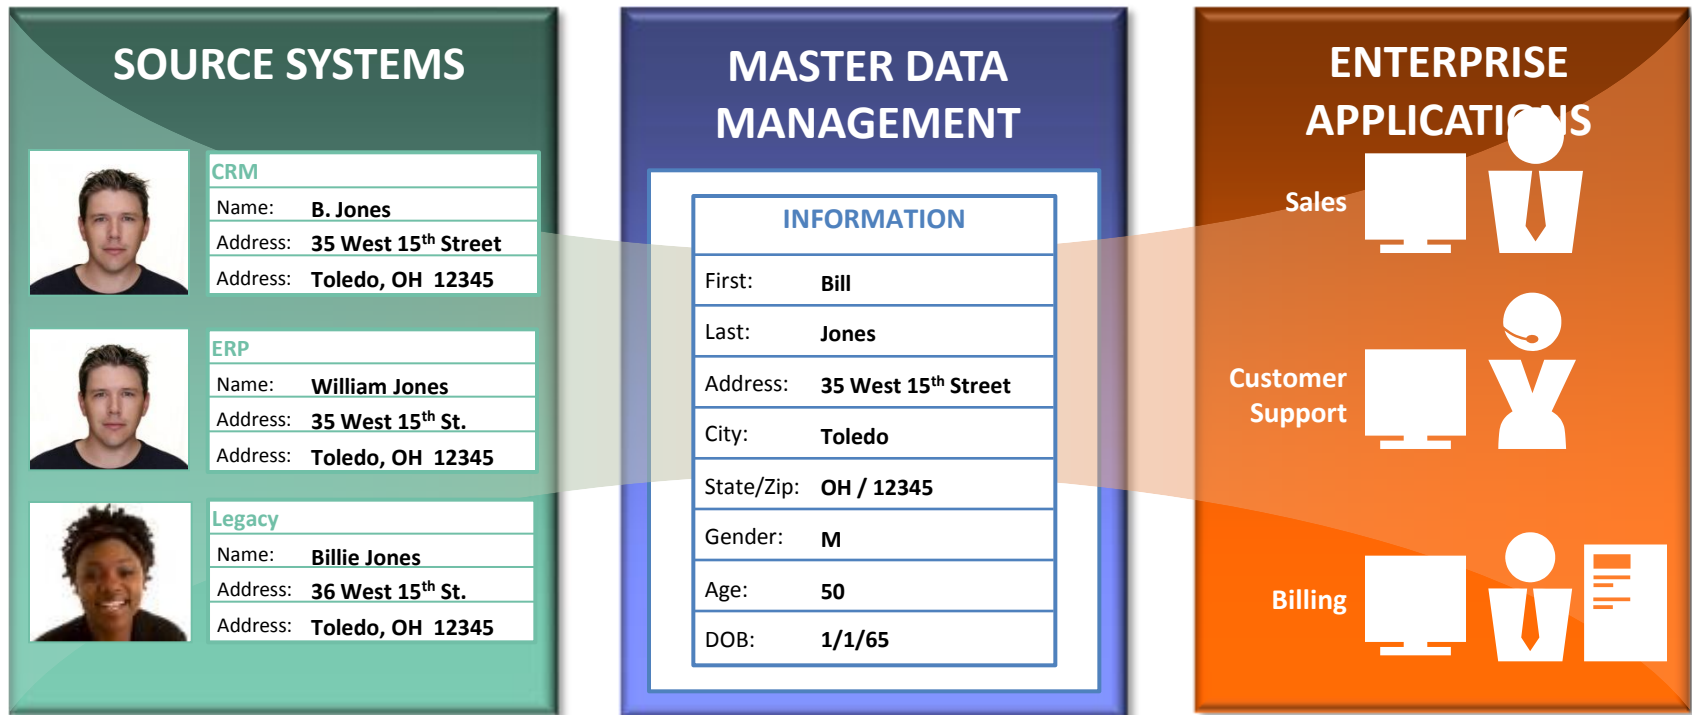 SOURCE SYSTEMS
CRM
Name: B. Jones
Address: 35 West 15th Street
Address: Toledo, OH 12345
ERP
Name: William Jones
Address: 35 West 15th St.
Address: Toledo, OH 12345
Legacy
Name: Billie Jones
Address: 36 West 15th St.
Address: Toledo, OH 12345
MASTER DATA
MANAGEMENT
INFORMATION
First: Bill
Last: Jones
Address: 35 West 15th Street
City: Toledo
State/Zip: OH / 12345
Gender: M
Age: 50
DOB: 1/1/65
ENTERPRISE
APPLICATIONS
Sales
Customer
Support
Billing